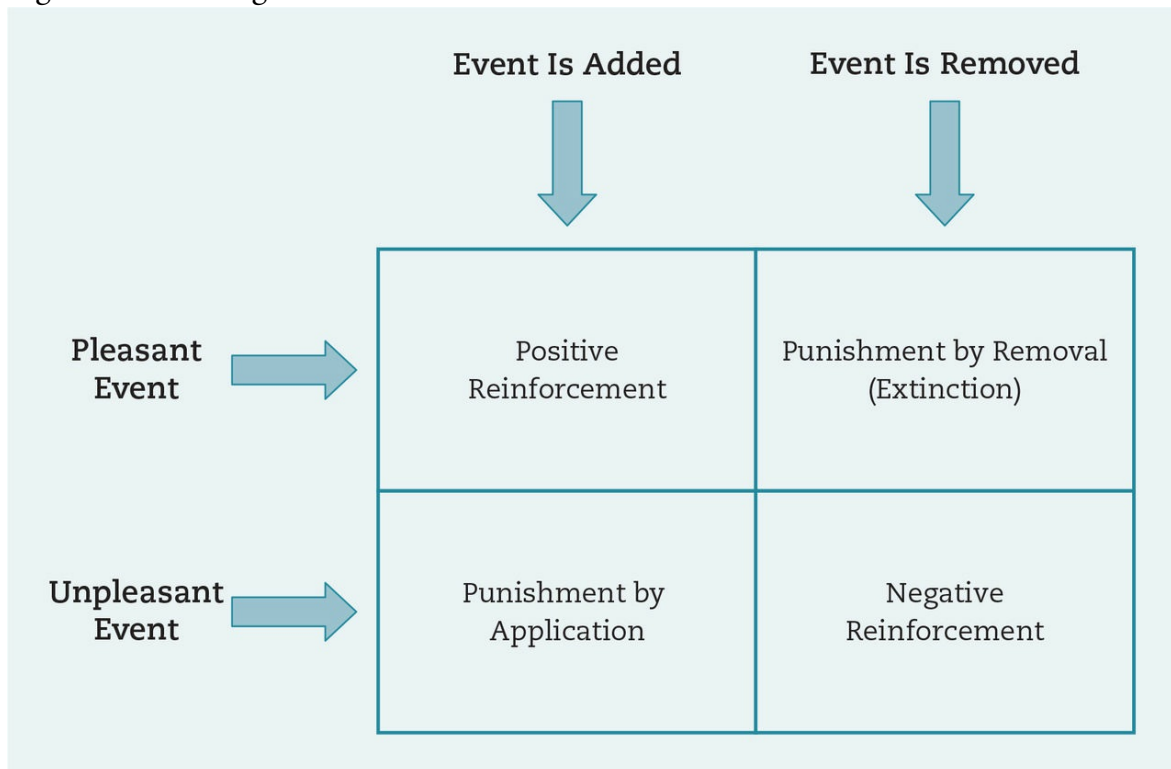 Event Is Added
Event Is Removed
Pleasant
Event
Positive
Reinforcement
Punishment by Removal
(Extinction)
Unpleasant
Event
Punishment by
Application
Negative
Reinforcement